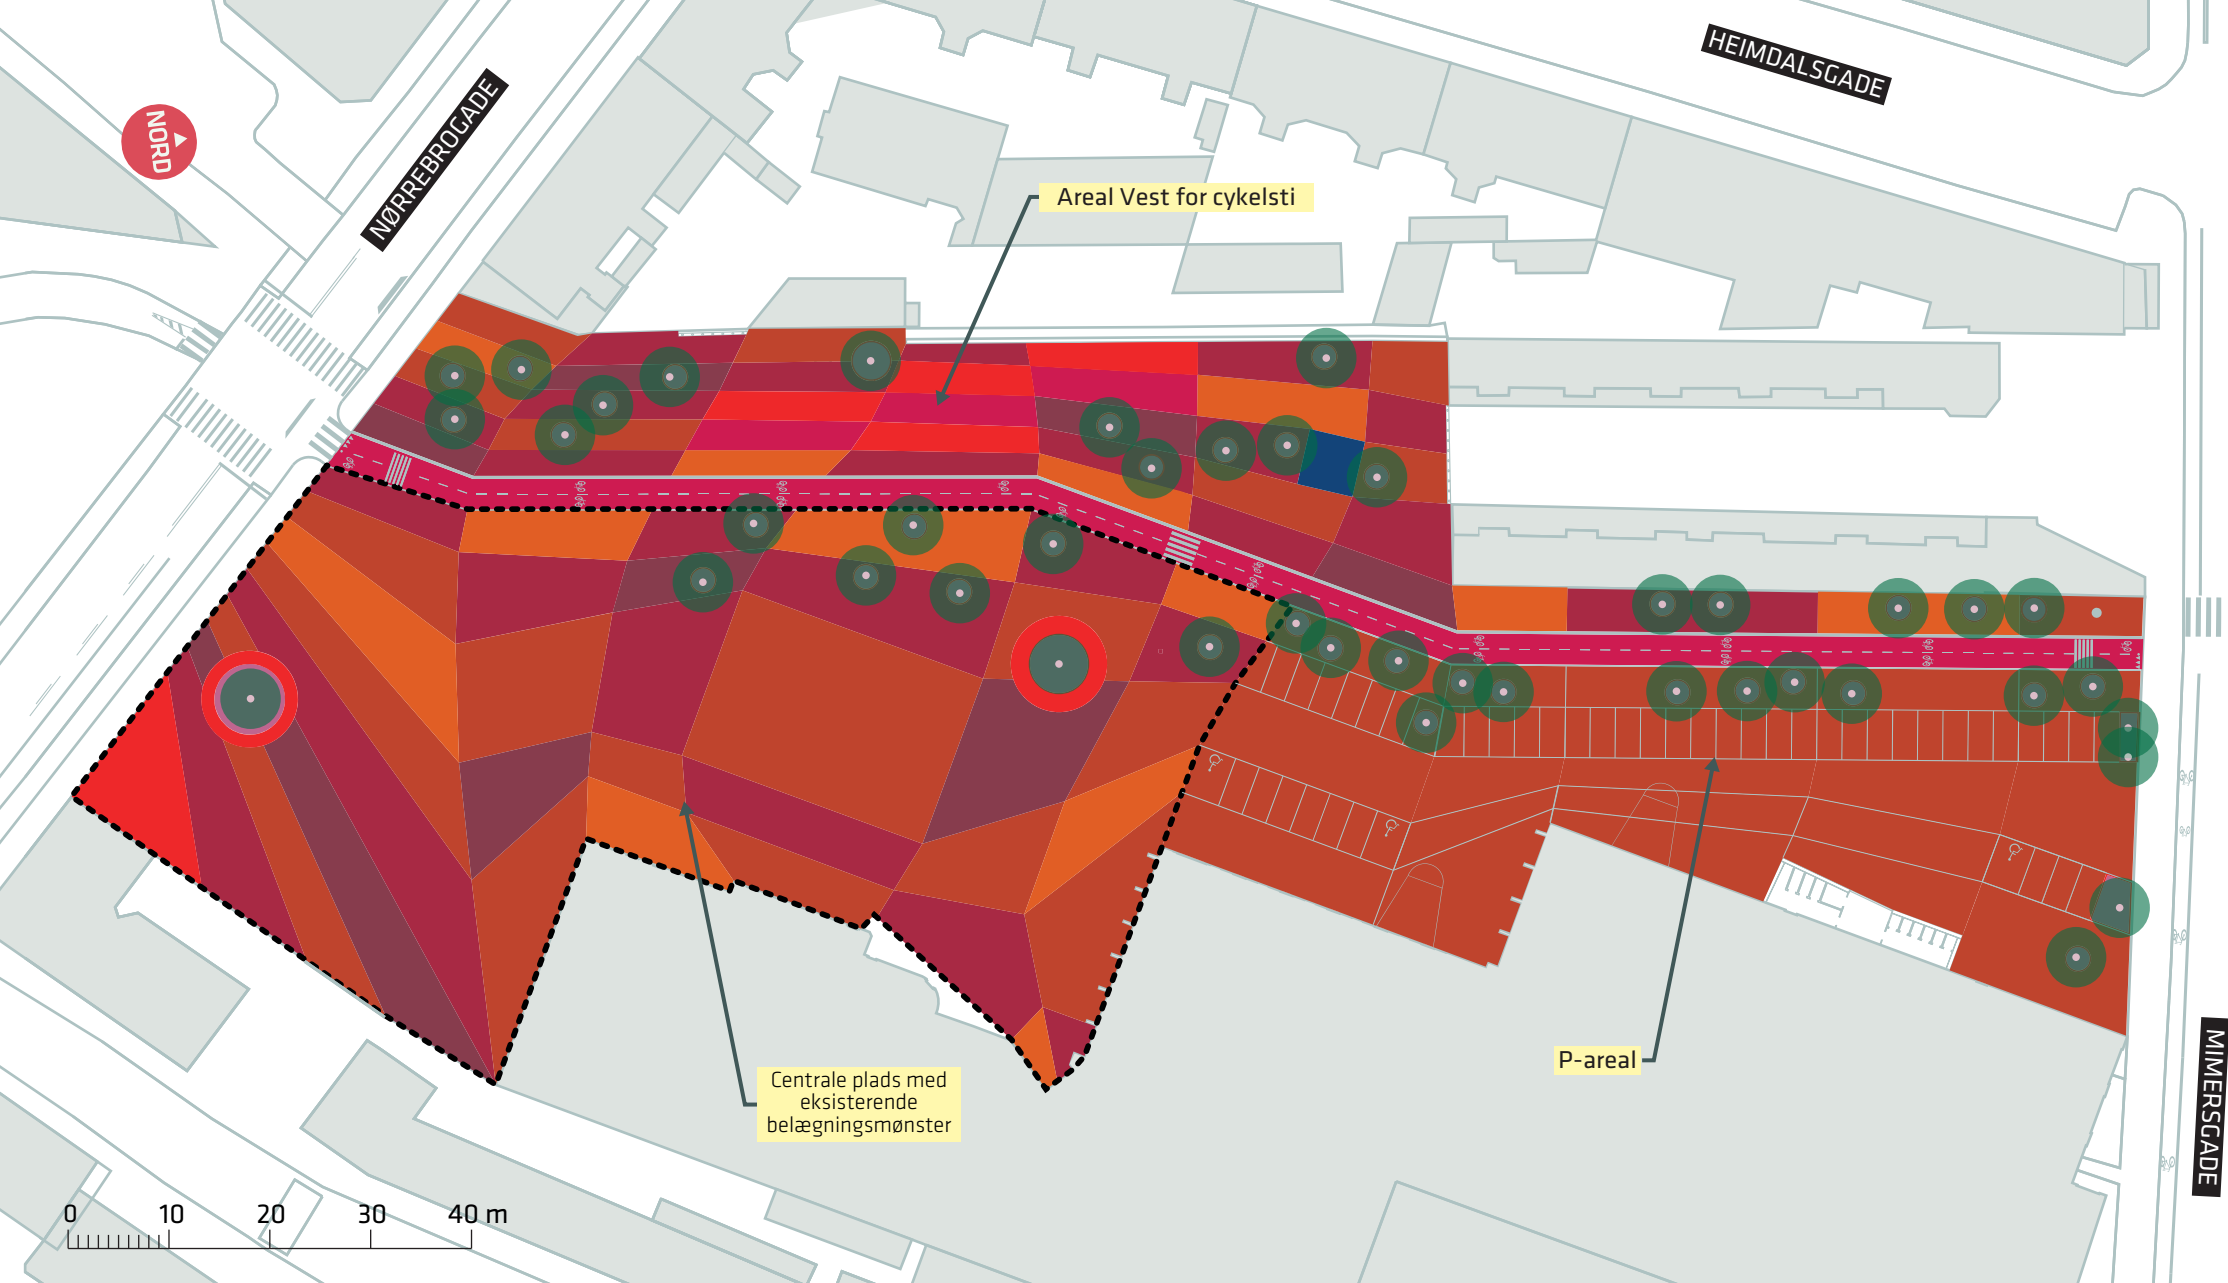 HEIMDALSGADE
NØRREBROGADE
NORD
Areal Vest for cykelsti
Centrale plads med
eksisterende
belægningsmønster
P-areal
MIMERSGADE
0 10 20 30 40 m